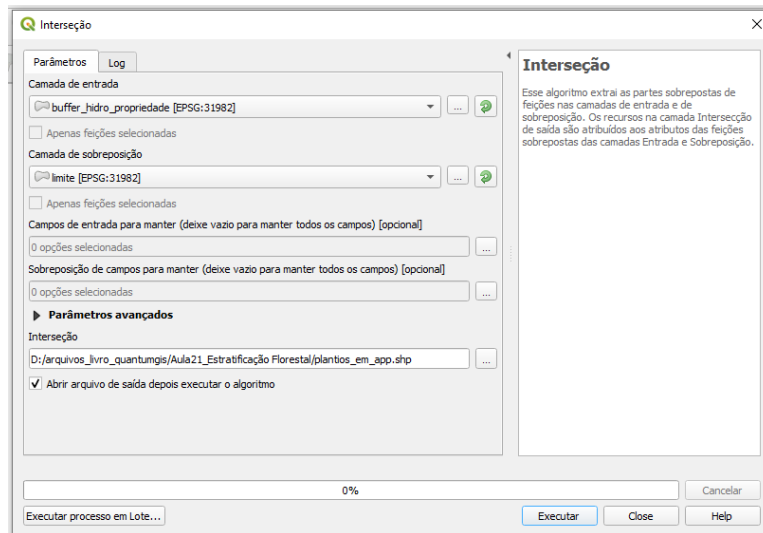 Interseção
Parâmetros
Log
Camada de entrada
buffer_hidro_propriedade [EPSG:31982]
...
Apenas feições selecionadas
Camada de sobreposição
limite [EPSG:31982]
...
Apenas feições selecionadas
Campos de entrada para manter (deixe vazio para manter todos os campos) [opcional]
0 opções selecionadas
...
Sobreposição de campos para manter (deixe vazio para manter todos os campos) [opcional]
0 opções selecionadas
...
Parâmetros avançados
Interseção
D:/arquivos_livro_quantumgis/Aula21_Estratificação Florestal/plantios_em_app.shp
...
Abrir arquivo de saída depois executar o algoritmo
Interseção
Esse algoritmo extrai as partes sobrepostas de
feições nas camadas de entrada e de
sobreposição. Os recursos na camada Intersecção
de saída são atribuídos aos atributos das feições
sobrepostas das camadas Entrada e Sobreposição.
0%
Cancelar
Executar processo em Lote...
Executar
Close
Help